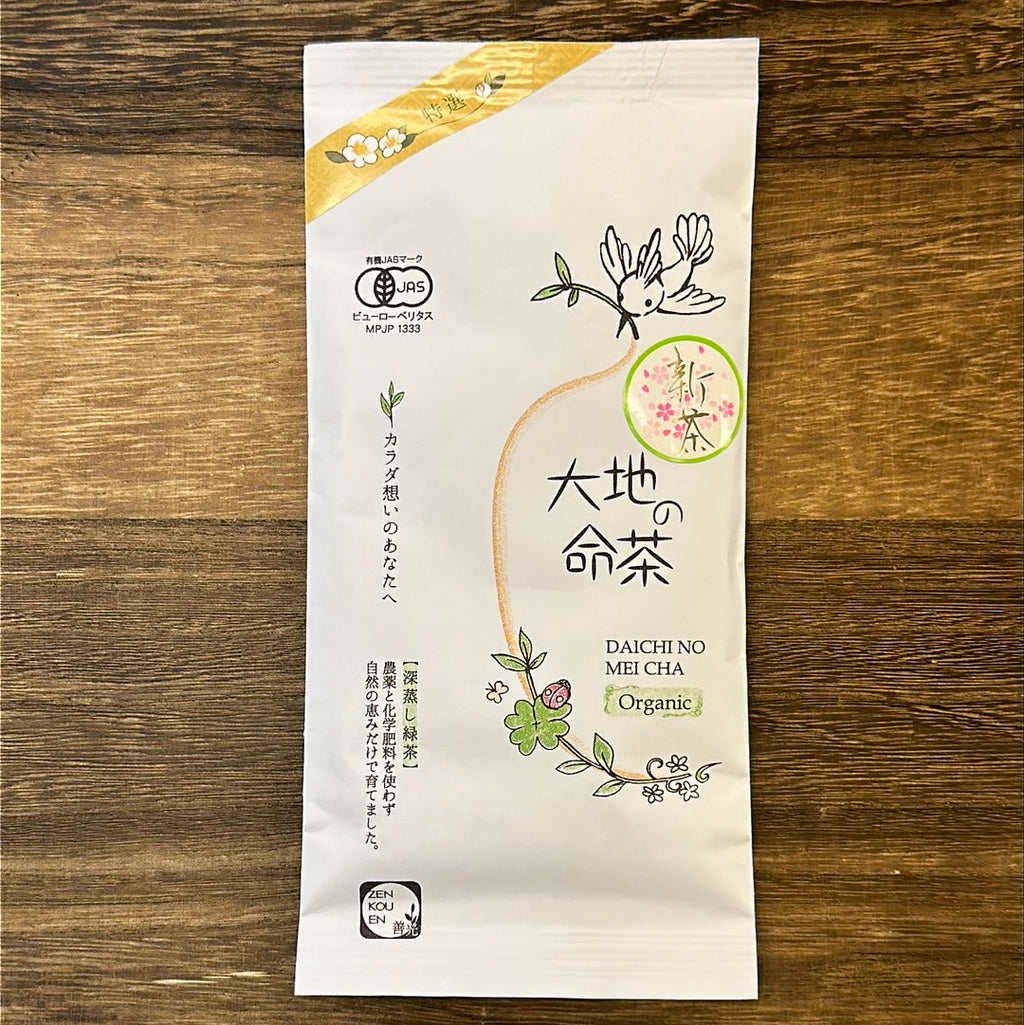 特選
有機JASマーク
JAS
ビューローベリタス
MPJP 1333
新茶
カラダ想いのあなたへ
大地の
命茶
DAICHI NO
MEI CHA
Organic
【深蒸し緑茶】
農薬と化学肥料を使わず
自然の恵みだけで育てました。
ZEN
KOU
EN
善光